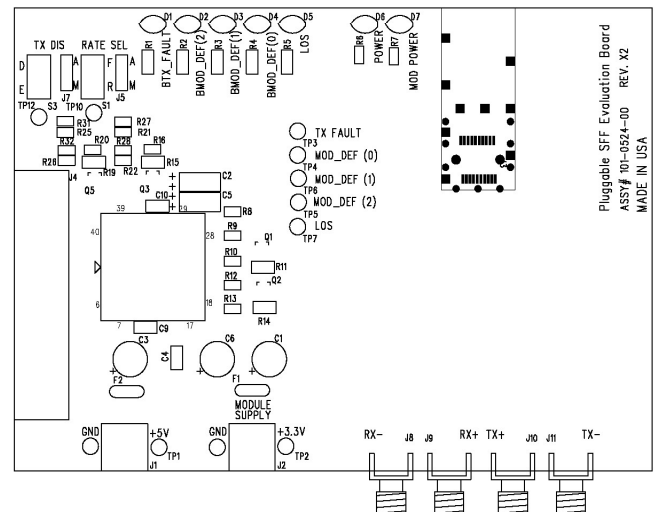 D1
D2
D3
D4
D5
D6
D7
TX DIS
RATE SEL
R1
BTX_FAULT
R2
BMOD_DEF(2)
R3
BMOD_DEF(1)
R4
BMOD_DEF(0)
R5
LOS
R6
POWER
R7
MOD POWER
D
E
A
M
F
R
A
M
J7
J5
TP12
S3
TP10
S1
R31
R25
R27
R21
R32
R26
R20
R19
R28
R22
R16
R15
J4
Q5
Q3
C2
C5
C10
TX FAULT
TP3
MOD_DEF (0)
TP4
MOD_DEF (1)
TP6
MOD_DEF (2)
TP5
LOS
TP7
Pluggable SFF Evaluation Board
ASSY# 101-0524-00 REV. X2
MADE IN USA
39
29
40
28
6
18
7
17
R8
R9
Q1
R10
R11
R12
Q2
R13
R14
C9
C3
C4
C6
C1
F2
F1
MODULE
SUPPLY
GND
+5V
TP1
J1
GND
+3.3V
TP2
J2
RX-
J8
J9
RX+
TX+
J10
J11
TX-